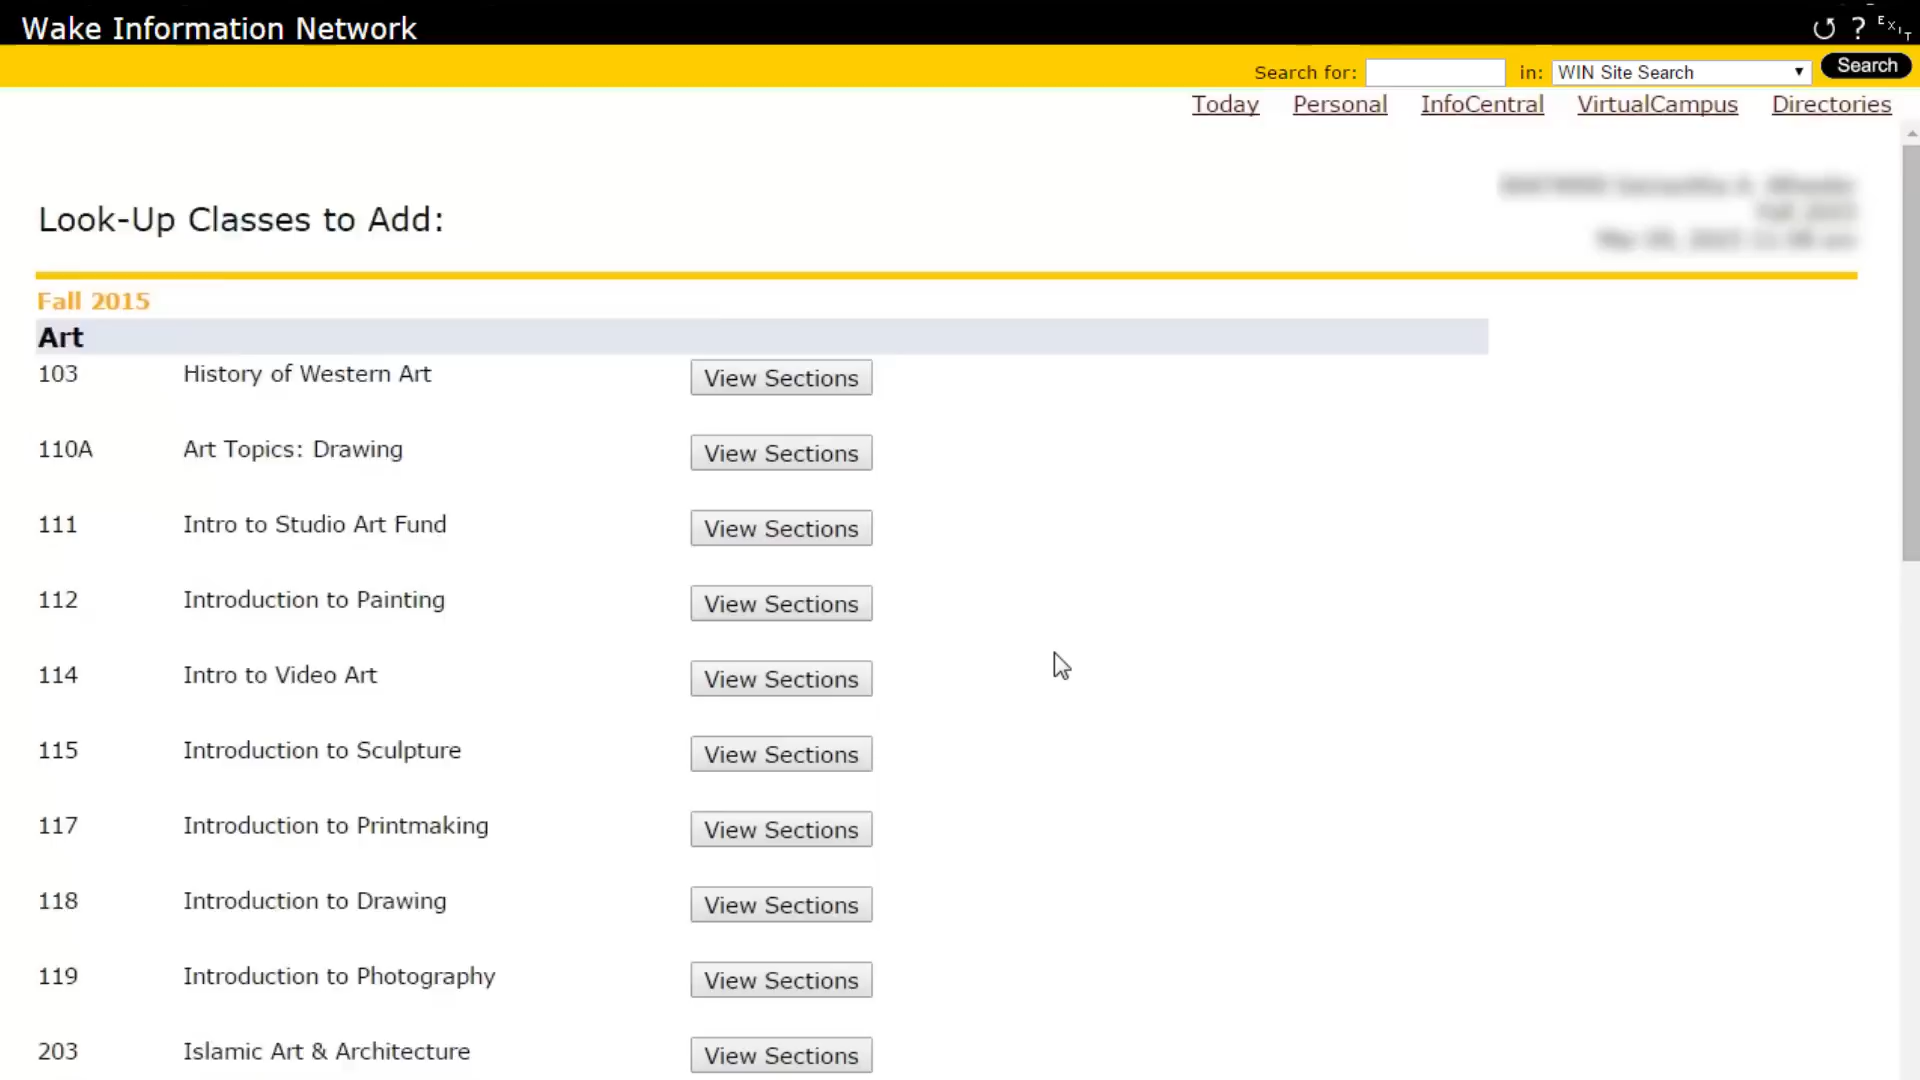 Wake Information Network
? EXIT
Search for: in: WIN Site Search Search
Today Personal InfoCentral VirtualCampus Directories
Look-Up Classes to Add:
Fall 2015
Art
103 History of Western Art View Sections
110A Art Topics: Drawing View Sections
111 Intro to Studio Art Fund View Sections
112 Introduction to Painting View Sections
114 Intro to Video Art View Sections
115 Introduction to Sculpture View Sections
117 Introduction to Printmaking View Sections
118 Introduction to Drawing View Sections
119 Introduction to Photography View Sections
203 Islamic Art & Architecture View Sections